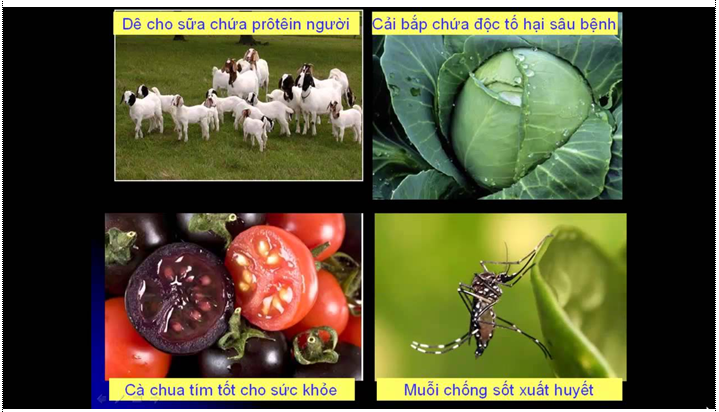 Dê cho sữa chứa prôtêin người
Cải bắp chứa độc tố hại sâu bệnh
Cà chua tím tốt cho sức khỏe
Muỗi chống sốt xuất huyết